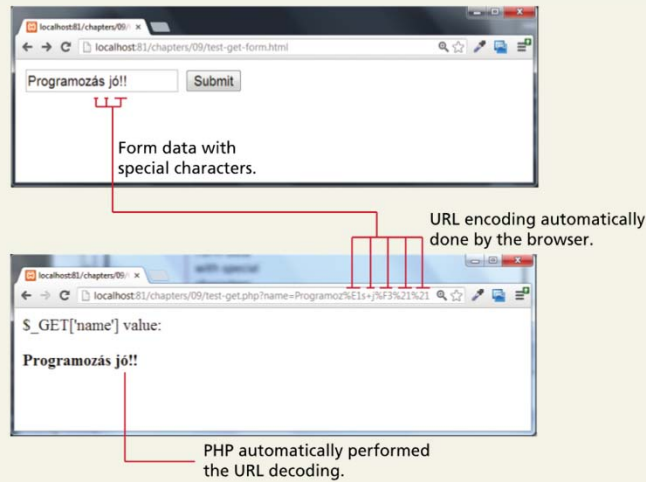 localhost:81/chapters/09/
localhost:81/chapters/09/test-get-form.html
Programozás jó!!
Submit
Form data with
special characters.
URL encoding automatically
done by the browser.
localhost:81/chapters/09/
localhost:81/chapters/09/test-get.php?name=Programoz%E1s+j%F3%21%21
$_GET['name'] value:
Programozás jó!!
PHP automatically performed
the URL decoding.